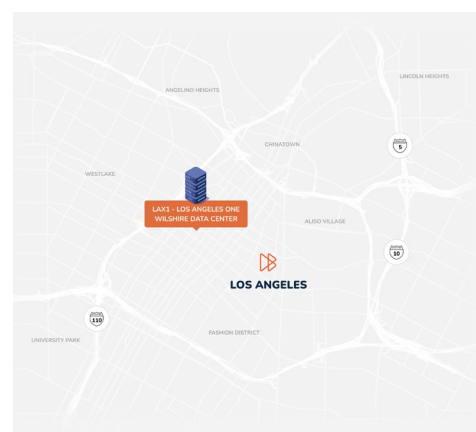 LINCOLN HEIGHTS
ANGELINO HEIGHTS
CHINATOWN
5
WESTLAKE
LAX1 - LOS ANGELES ONE
WILSHIRE DATA CENTER
ALISO VILLAGE
10
LOS ANGELES
110
FASHION DISTRICT
UNIVERSITY PARK